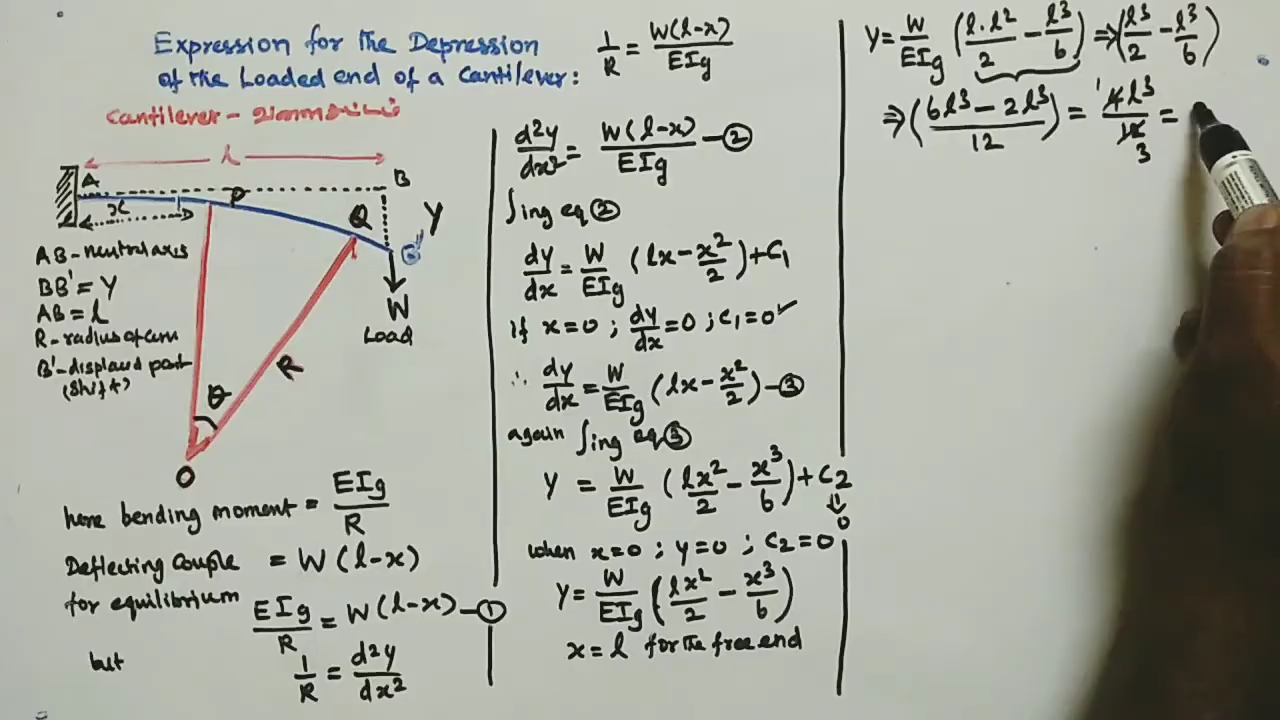 Expression for the Depression
of the Loaded end of a Cantilever:
Cantilever -
l
A
B
x
P
Q
Y
B'
W
Load
AB - neutral axis
BB' = Y
AB = l
R - radius of curv
B' - displaced posit
(shift)
R
θ
O
here bending moment = EIg/R
Deflecting couple = W(l-x)
for equilibrium
EIg/R = W(l-x) - ①
but 1/R = d²y/dx²
1/R = W(l-x)/EIg
d²y/dx² = W(l-x)/EIg - ②
∫ing eq ②
dy/dx = W/EIg (lx - x²/2) + C₁
if x=0 ; dy/dx = 0 ; C₁=0 ✓
∴ dy/dx = W/EIg (lx - x²/2) - ③
again ∫ing eq ③
Y = W/EIg (lx²/2 - x³/6) + C₂
⇓
0
when x=0 ; y=0 ; C₂=0
Y = W/EIg (lx²/2 - x³/6)
x = l for the free end
Y = W/EIg (l·l²/2 - l³/6) ⇒ (l³/2 - l³/6)
⇒ (6l³ - 2l³/12) = 4l³/12 =
1
3